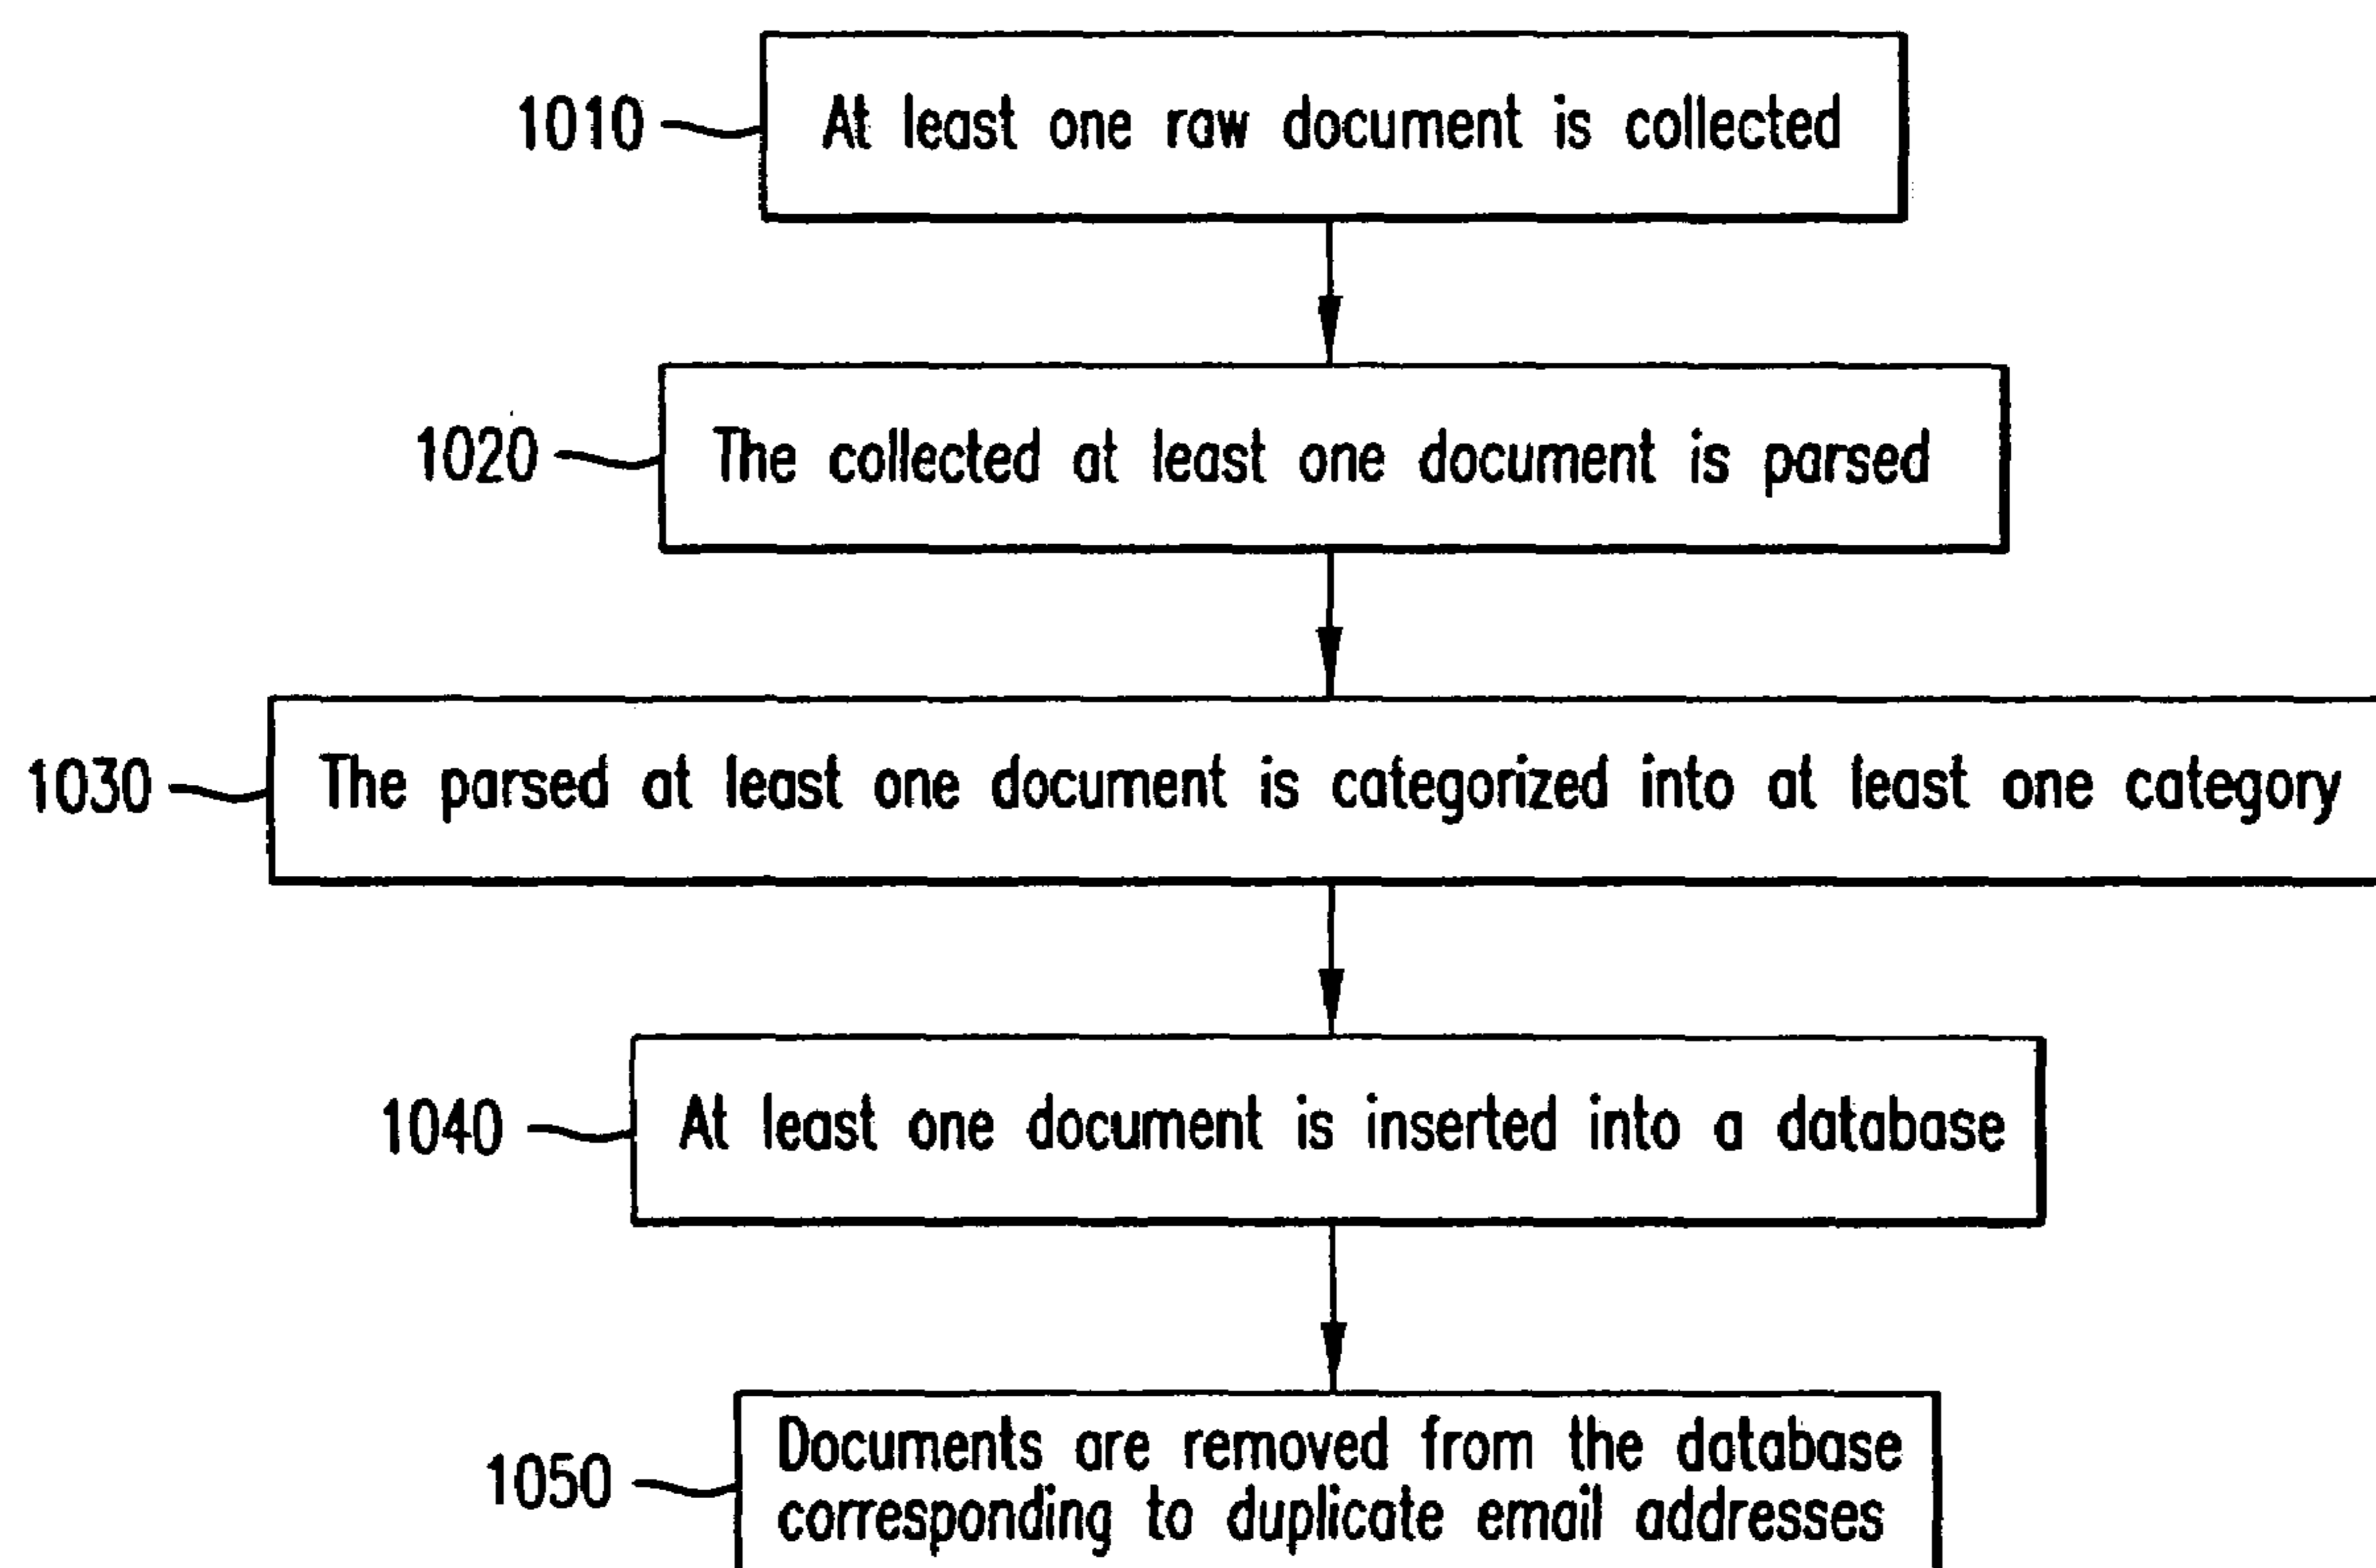 1010 At least one raw document is collected
1020 The collected at least one document is parsed
1030 The parsed at least one document is categorized into at least one category
1040 At least one document is inserted into a database
1050 Documents are removed from the database
corresponding to duplicate email addresses